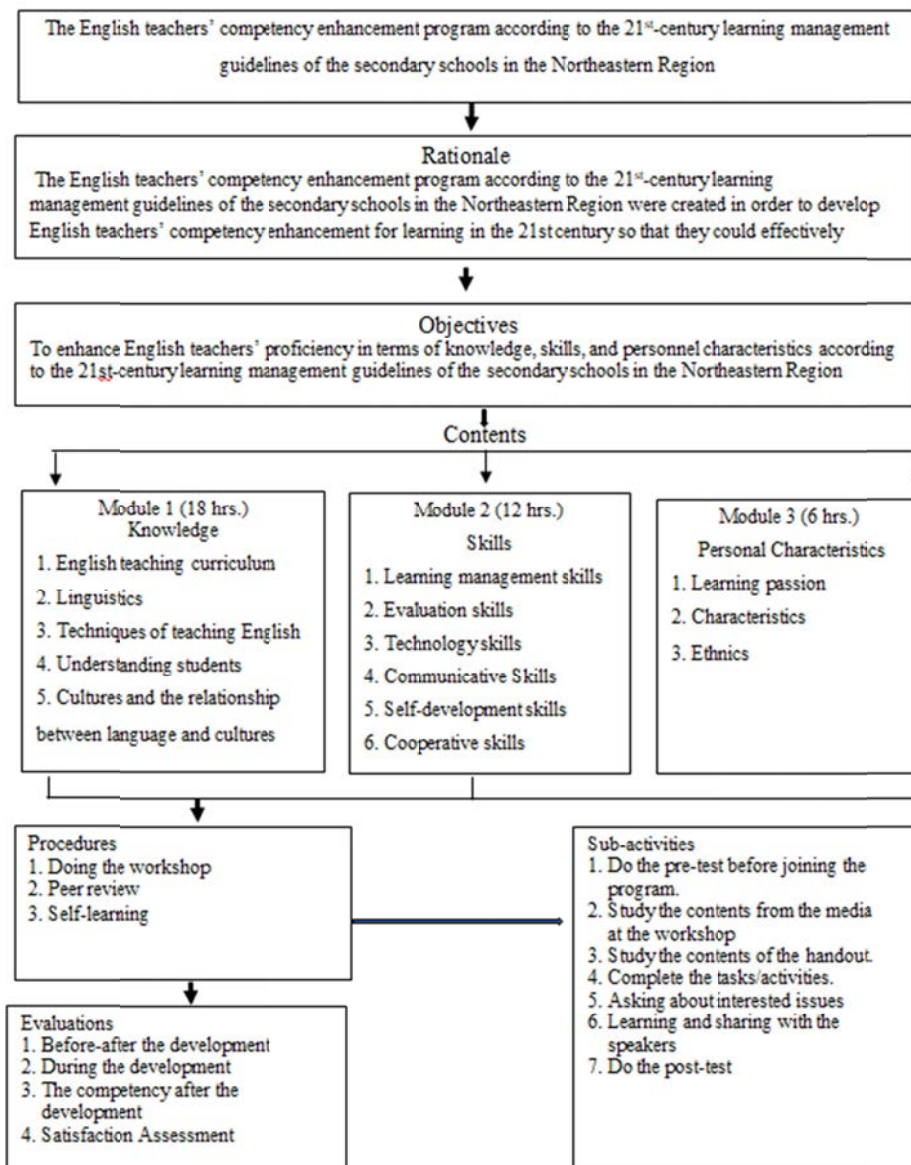 The English teachers’ competency enhancement program according to the 21st-century learning management
guidelines of the secondary schools in the Northeastern Region
Rationale
The English teachers’ competency enhancement program according to the 21st-century learning
management guidelines of the secondary schools in the Northeastern Region were created in order to develop
English teachers’ competency enhancement for learning in the 21st century so that they could effectively
Objectives
To enhance English teachers’ proficiency in terms of knowledge, skills, and personnel characteristics according
to the 21st-century learning management guidelines of the secondary schools in the Northeastern Region
Contents
Module 1 (18 hrs.)
Knowledge
1. English teaching curriculum
2. Linguistics
3. Techniques of teaching English
4. Understanding students
5. Cultures and the relationship
between language and cultures
Module 2 (12 hrs.)
Skills
1. Learning management skills
2. Evaluation skills
3. Technology skills
4. Communicative Skills
5. Self-development skills
6. Cooperative skills
Module 3 (6 hrs.)
Personal Characteristics
1. Learning passion
2. Characteristics
3. Ethnics
Procedures
1. Doing the workshop
2. Peer review
3. Self-learning
Sub-activities
1. Do the pre-test before joining the
program.
2. Study the contents from the media
at the workshop
3. Study the contents of the handout.
4. Complete the tasks/activities.
5. Asking about interested issues
6. Learning and sharing with the
speakers
7. Do the post-test
Evaluations
1. Before-after the development
2. During the development
3. The competency after the
development
4. Satisfaction Assessment